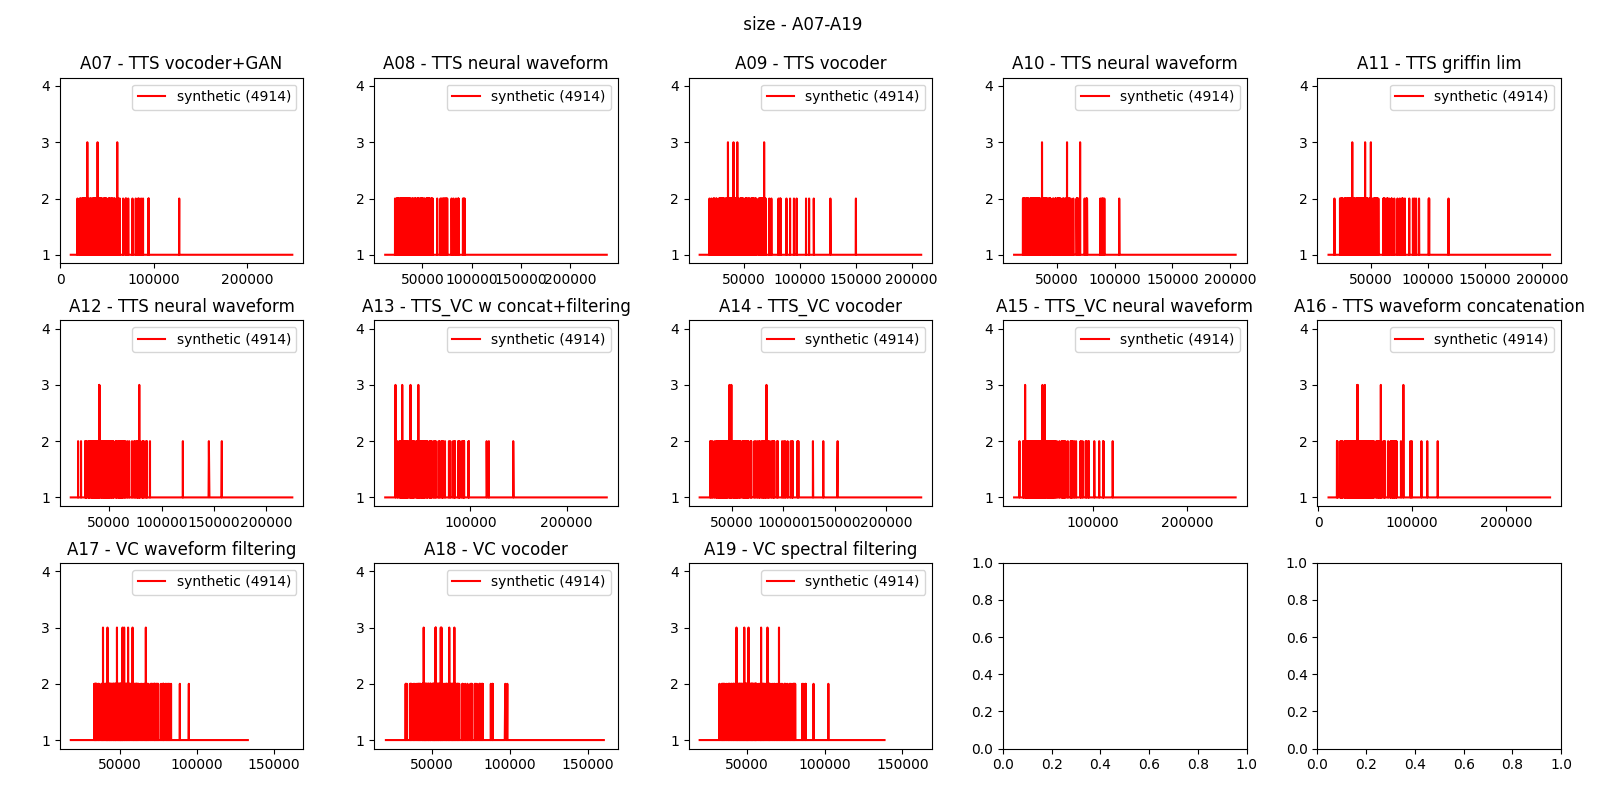 size - A07-A19
A07 - TTS vocoder+GAN
A08 - TTS neural waveform
A09 - TTS vocoder
A10 - TTS neural waveform
A11 - TTS griffin lim
synthetic (4914)
synthetic (4914)
synthetic (4914)
synthetic (4914)
synthetic (4914)
4 4 4 4 4
3 3 3 3 3
2 2 2 2 2
1 1 1 1 1
0 100000 200000
50000 100000 150000 200000
50000 100000 150000 200000
50000 100000 150000 200000
50000 100000 150000 200000
A12 - TTS neural waveform
A13 - TTS_VC w concat+filtering
A14 - TTS_VC vocoder
A15 - TTS_VC neural waveform
A16 - TTS waveform concatenation
synthetic (4914)
synthetic (4914)
synthetic (4914)
synthetic (4914)
synthetic (4914)
4 4 4 4 4
3 3 3 3 3
2 2 2 2 2
1 1 1 1 1
50000 100000 150000 200000
100000 200000
50000 100000 150000 200000
100000 200000
0 100000 200000
A17 - VC waveform filtering
A18 - VC vocoder
A19 - VC spectral filtering
synthetic (4914)
synthetic (4914)
synthetic (4914)
4 4 4 1.0 1.0
3 3 3 0.8 0.8
0.6 0.6
2 2 2 0.4 0.4
0.2 0.2
1 1 1 0.0 0.0
50000 100000 150000
50000 100000 150000
50000 100000 150000
0.0 0.2 0.4 0.6 0.8 1.0
0.0 0.2 0.4 0.6 0.8 1.0